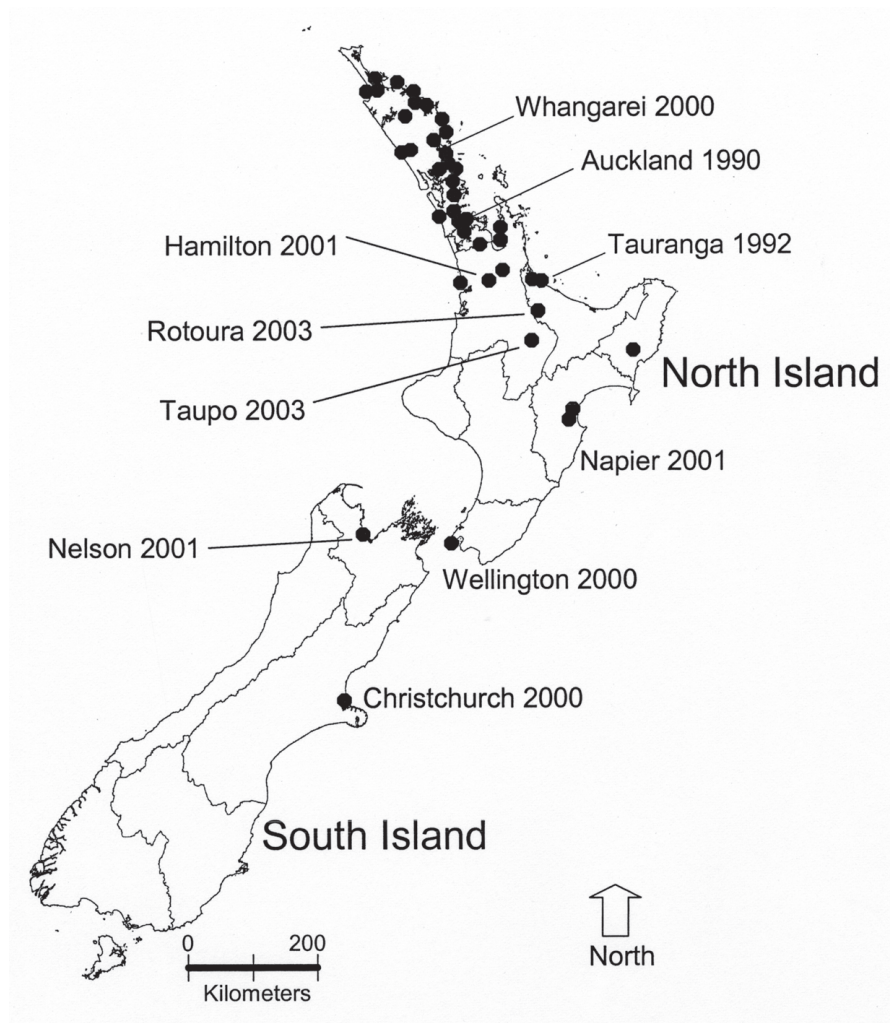 Whangarei 2000
Auckland 1990
Hamilton 2001
Tauranga 1992
Rotoura 2003
North Island
Taupo 2003
Napier 2001
Nelson 2001
Wellington 2000
Christchurch 2000
South Island
0 200
Kilometers
North